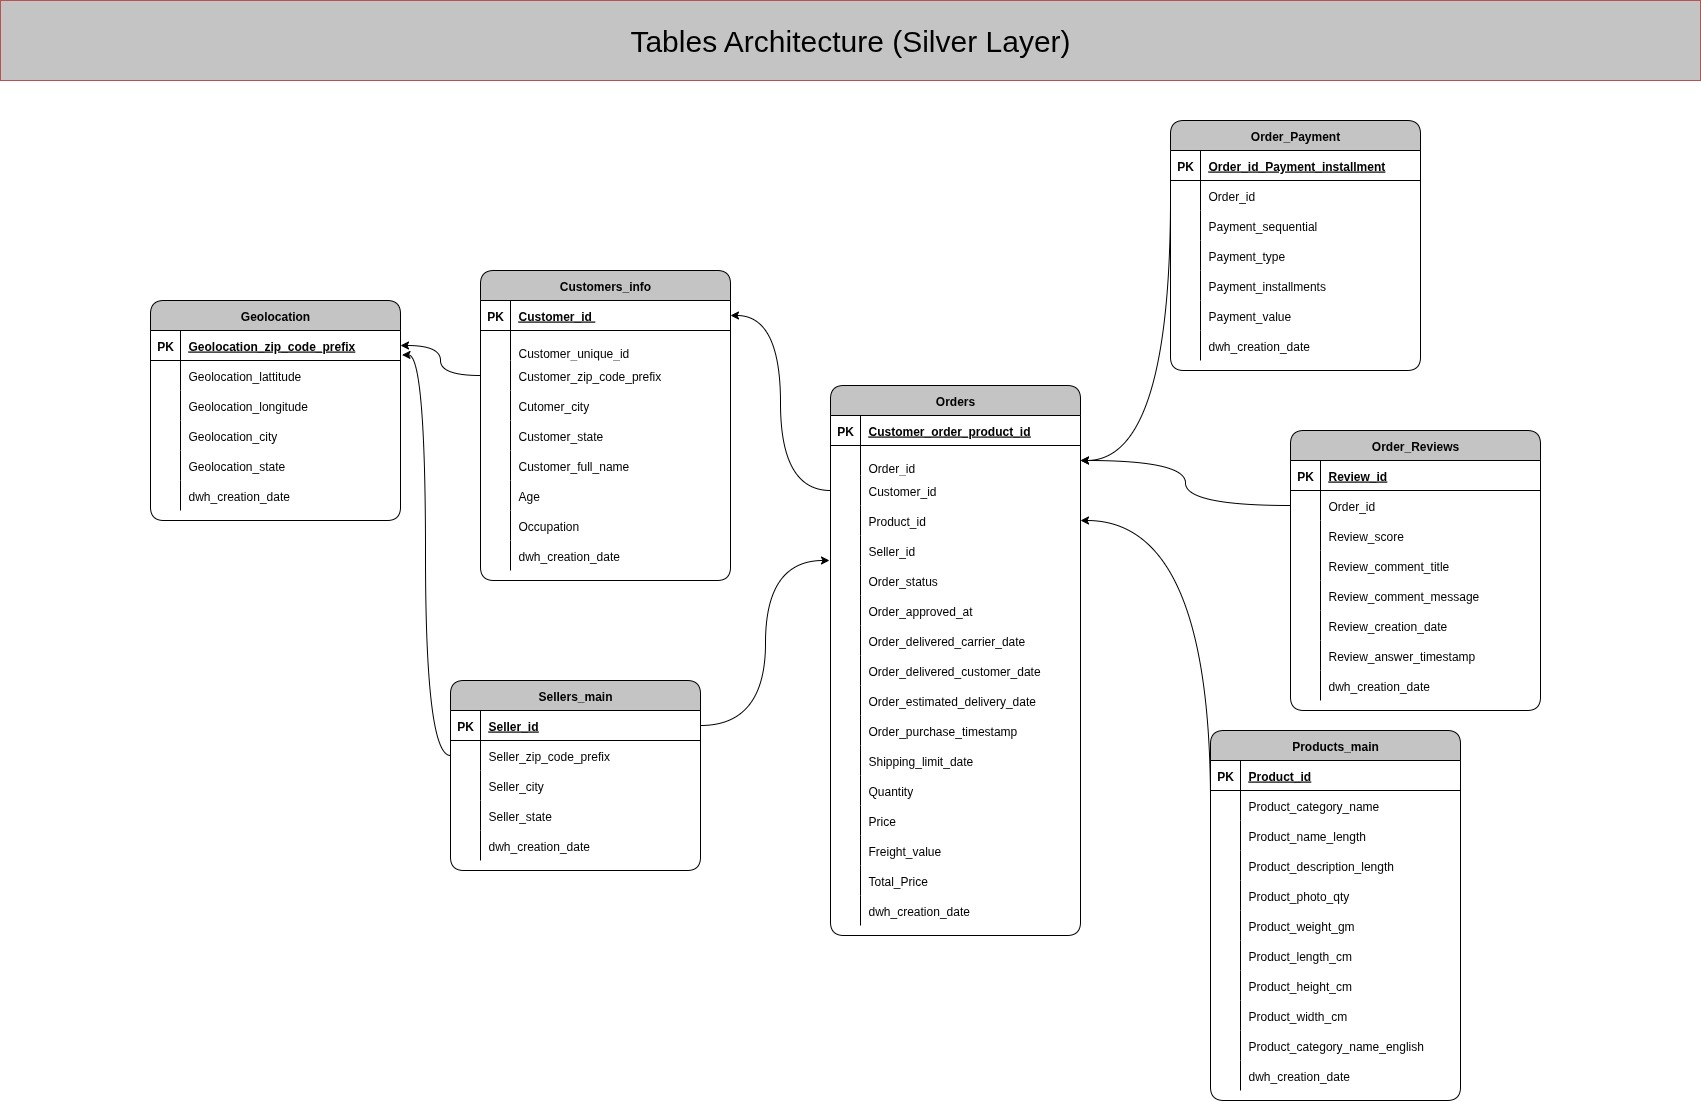 Tables Architecture (Silver Layer)
Order_Payment
PK Order_id_Payment_installment
Order_id
Payment_sequential
Payment_type
Payment_installments
Payment_value
dwh_creation_date
Customers_info
PK Customer_id
Customer_unique_id
Customer_zip_code_prefix
Cutomer_city
Customer_state
Customer_full_name
Age
Occupation
dwh_creation_date
Geolocation
PK Geolocation_zip_code_prefix
Geolocation_lattitude
Geolocation_longitude
Geolocation_city
Geolocation_state
dwh_creation_date
Orders
PK Customer_order_product_id
Order_id
Customer_id
Product_id
Seller_id
Order_status
Order_approved_at
Order_delivered_carrier_date
Order_delivered_customer_date
Order_estimated_delivery_date
Order_purchase_timestamp
Shipping_limit_date
Quantity
Price
Freight_value
Total_Price
dwh_creation_date
Order_Reviews
PK Review_id
Order_id
Review_score
Review_comment_title
Review_comment_message
Review_creation_date
Review_answer_timestamp
dwh_creation_date
Sellers_main
PK Seller_id
Seller_zip_code_prefix
Seller_city
Seller_state
dwh_creation_date
Products_main
PK Product_id
Product_category_name
Product_name_length
Product_description_length
Product_photo_qty
Product_weight_gm
Product_length_cm
Product_height_cm
Product_width_cm
Product_category_name_english
dwh_creation_date